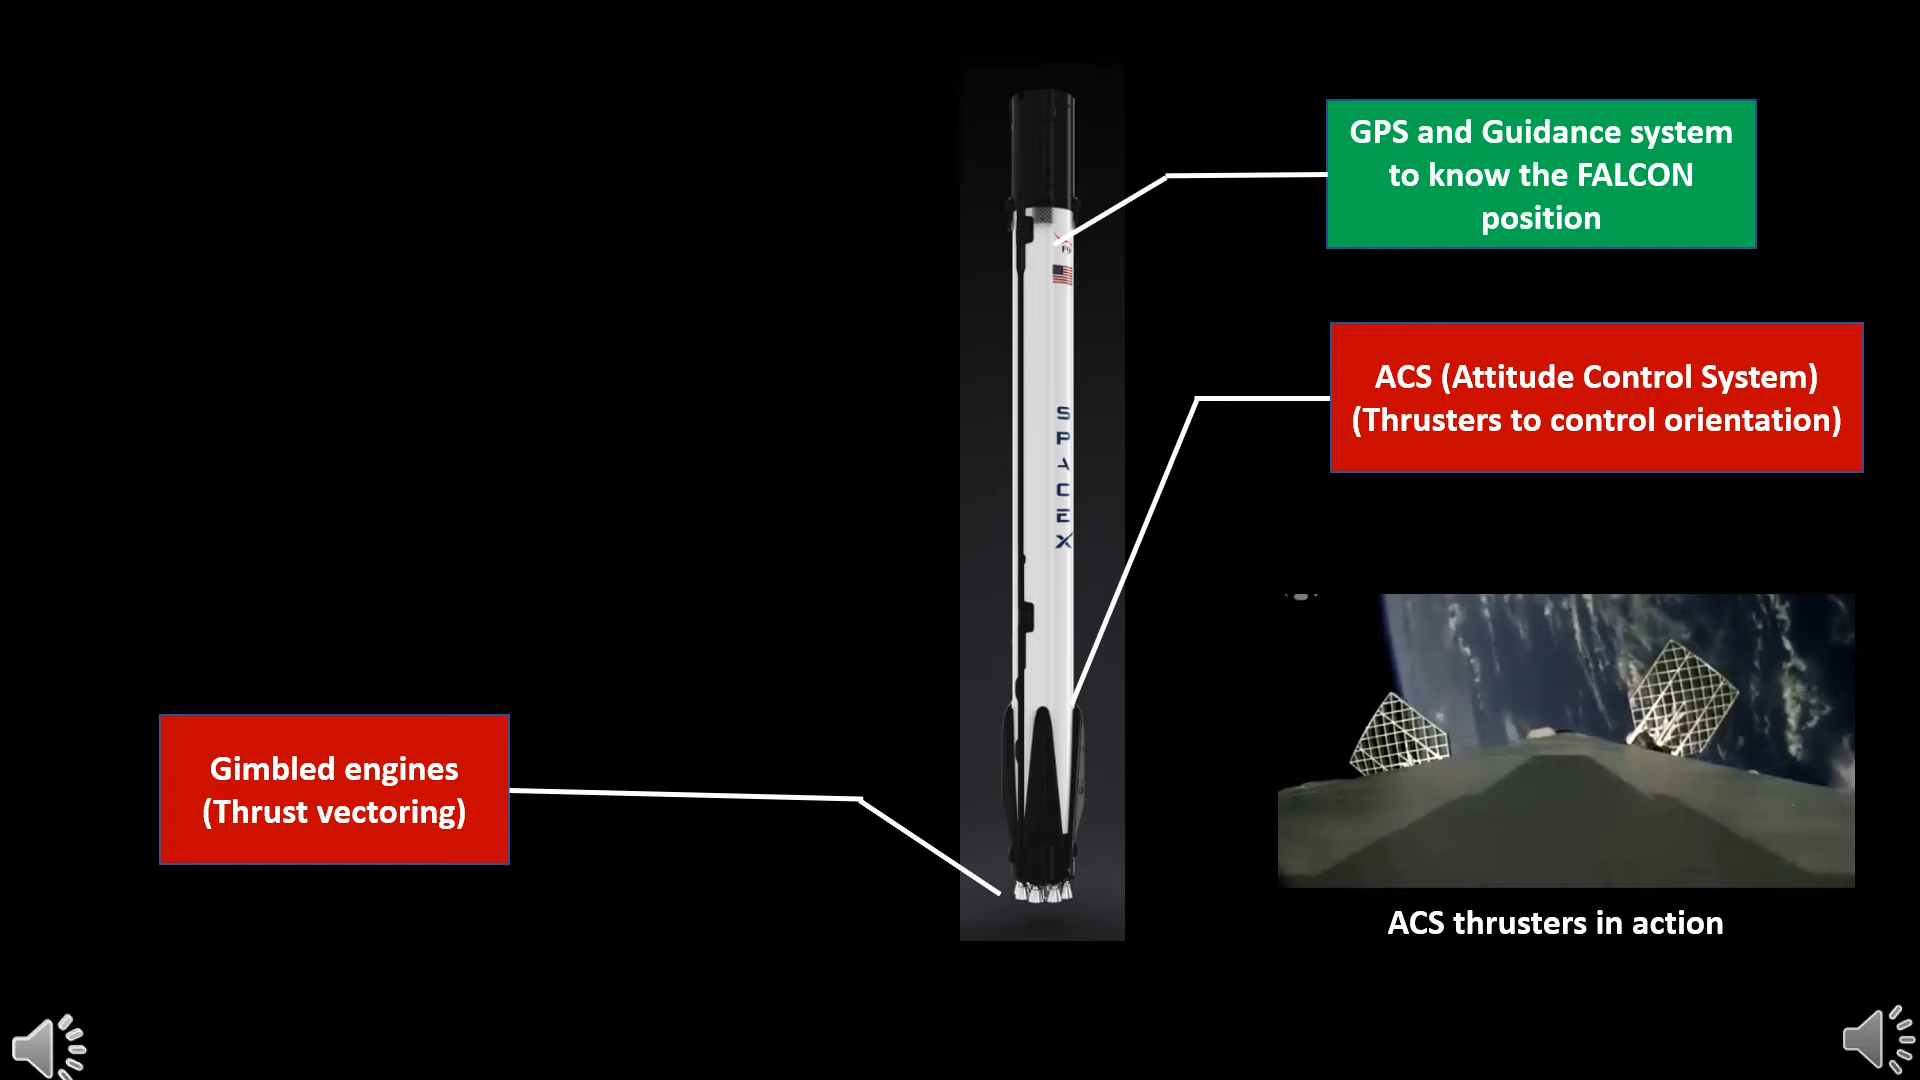 GPS and Guidance system
to know the FALCON
position
F9
ACS (Attitude Control System)
(Thrusters to control orientation)
SPACEX
Gimbled engines
(Thrust vectoring)
ACS thrusters in action